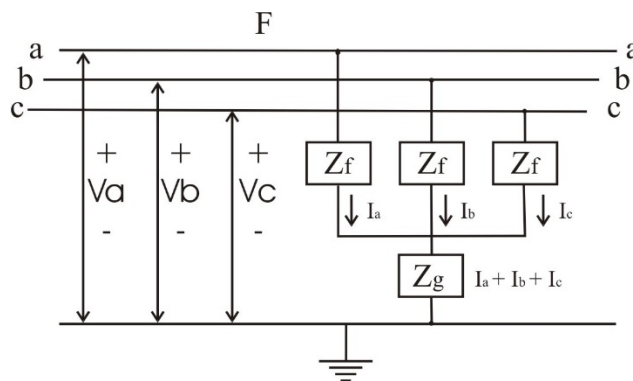 F
a a
b b
c c
Zf Zf Zf
+ + +
Va Vb Vc
- - -
Ia Ib Ic
Zg Ia + Ib + Ic